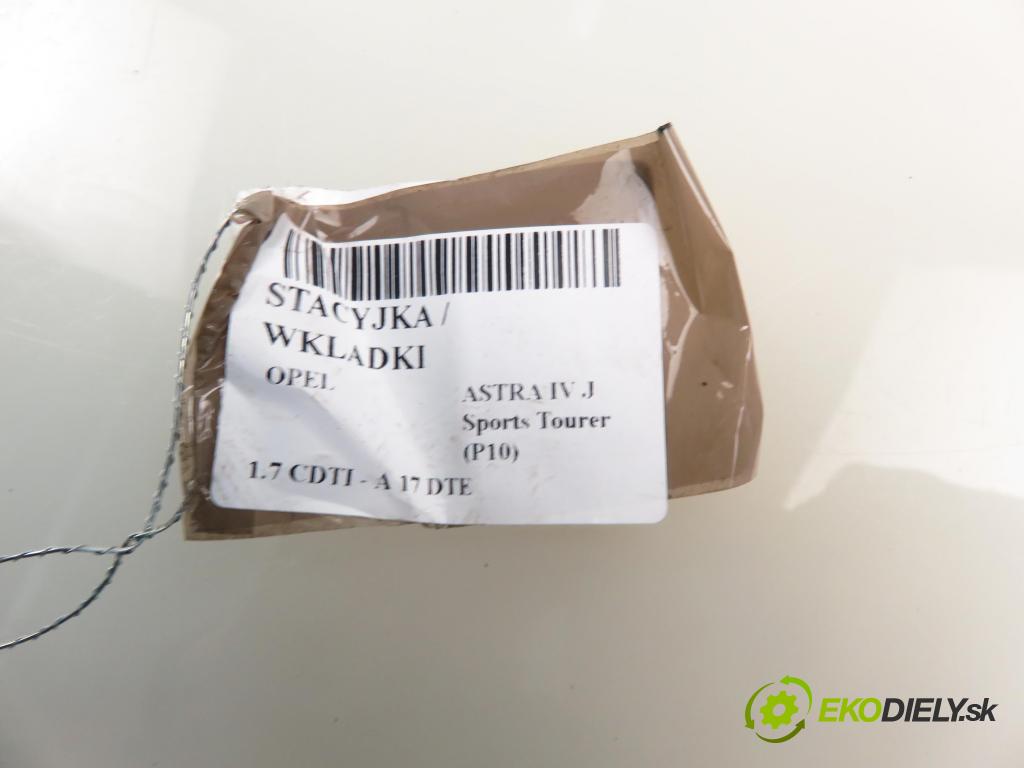 STACYJKA /
WKLADKI
OPEL
ASTRA IV J
Sports Tourer
(P10)
1.7 CDTI - A 17 DTE
EKODIELY.sk